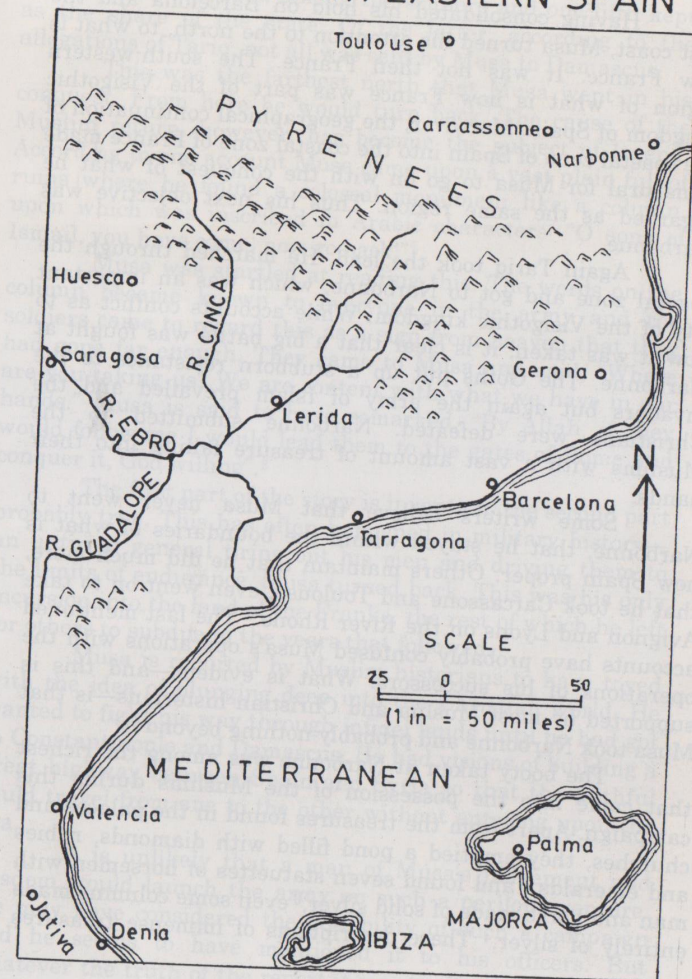 EASTERN SPAIN
Toulouse
PYRENEES
Carcassonne
Narbonne
Huesca
R. CINCA
Saragosa
Gerona
Lerida
R. EBRO
N
Barcelona
R. GUADALOPE
Tarragona
SCALE
25 0 50
(1 in = 50 miles)
MEDITERRANEAN
Valencia
Palma
Jativa
MAJORCA
Denia
IBIZA